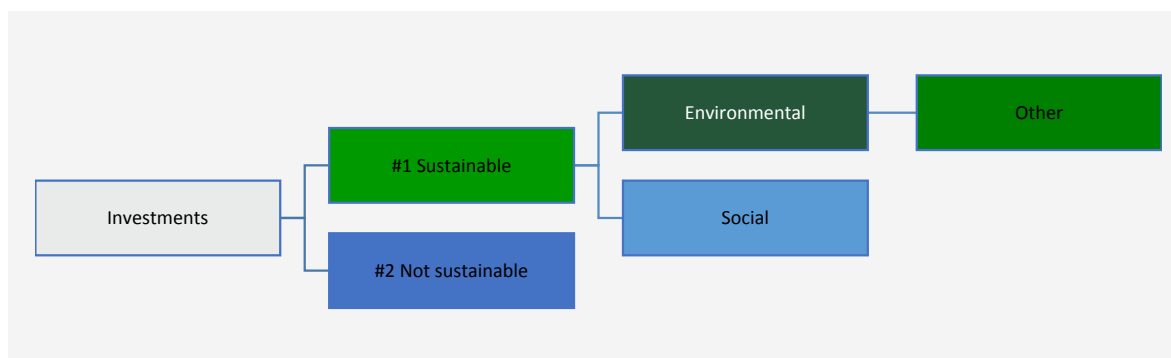 Investments
#1 Sustainable
#2 Not sustainable
Environmental
Social
Other